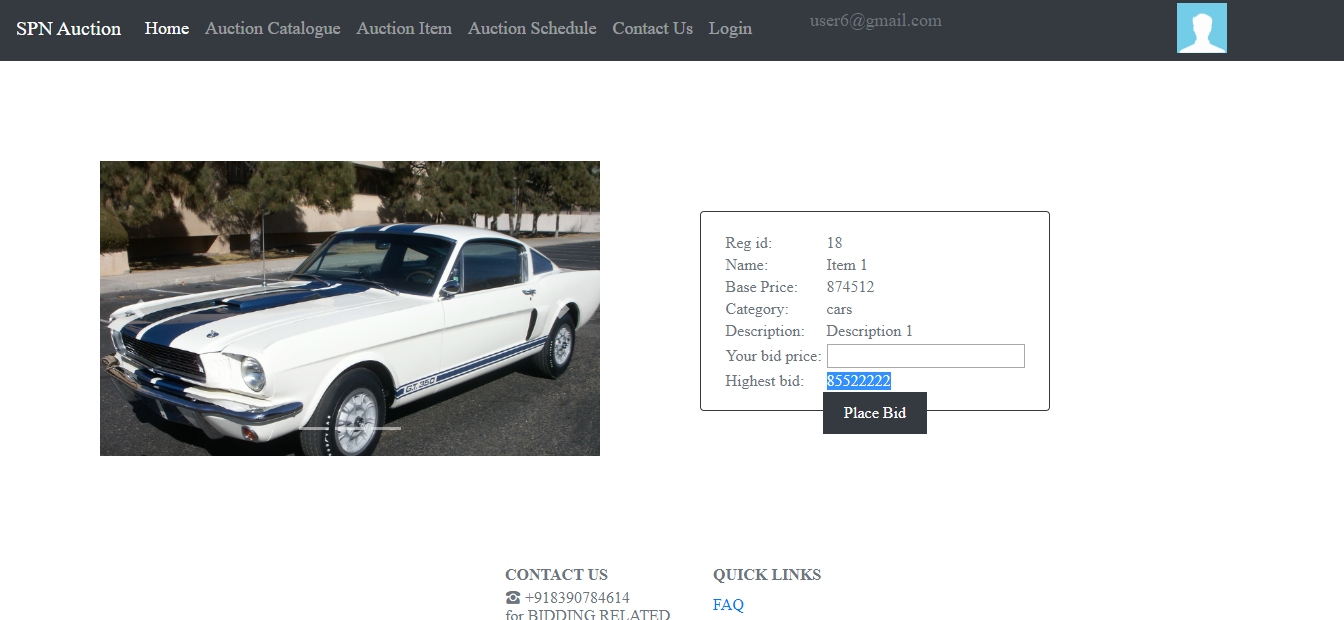 SPN Auction Home Auction Catalogue Auction Item Auction Schedule Contact Us Login user6@gmail.com
Reg id: 18
Name: Item 1
Base Price: 874512
Category: cars
Description: Description 1
Your bid price:
Highest bid: 85522222
Place Bid
G.T. 350
CONTACT US
+918390784614
for BIDDING RELATED
QUICK LINKS
FAQ